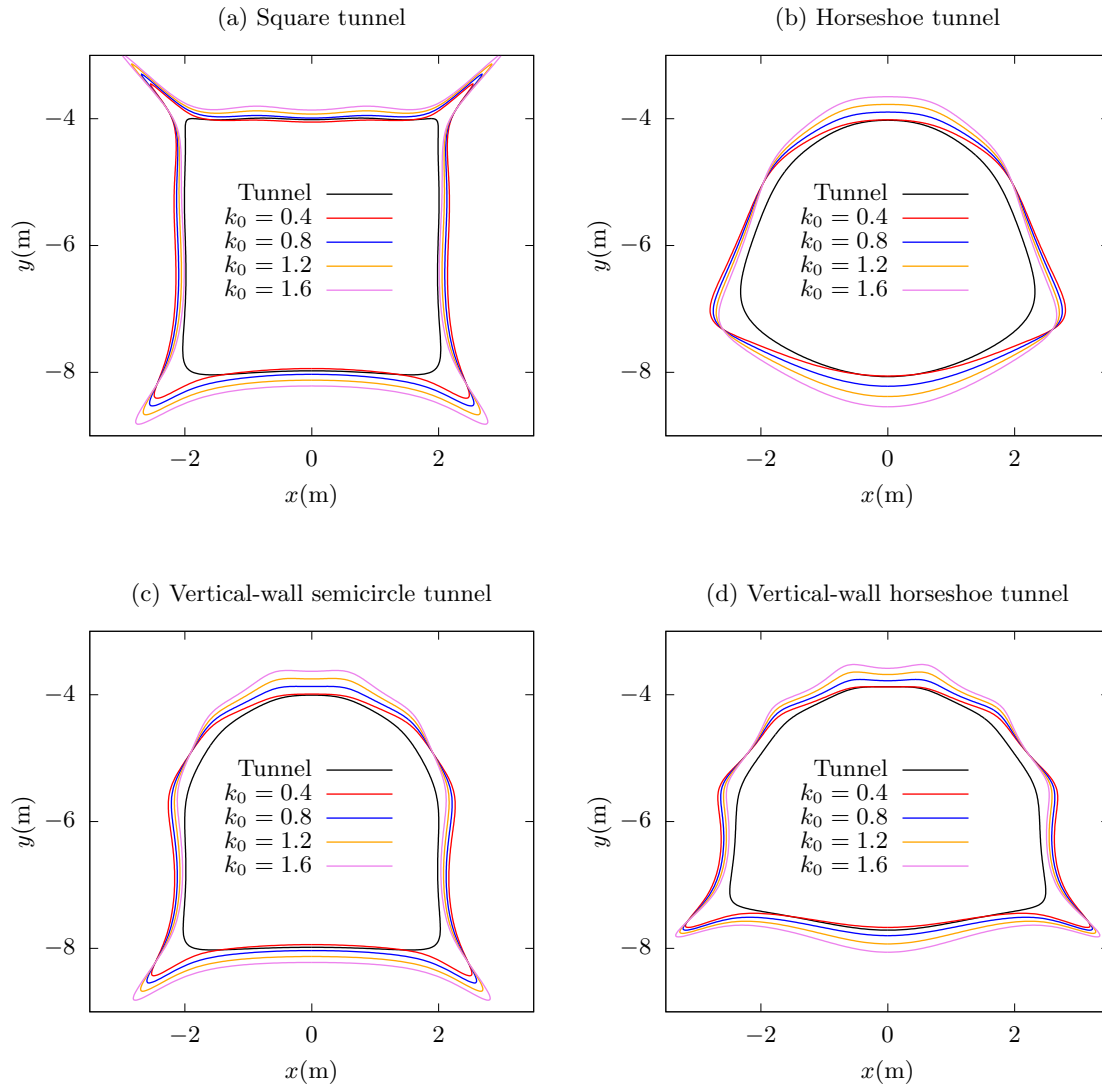 (a) Square tunnel
−4
−6
−8
y(m)
−2
0
2
x(m)
Tunnel
k₀ = 0.4
k₀ = 0.8
k₀ = 1.2
k₀ = 1.6
(b) Horseshoe tunnel
−4
−6
−8
y(m)
−2
0
2
x(m)
Tunnel
k₀ = 0.4
k₀ = 0.8
k₀ = 1.2
k₀ = 1.6
(c) Vertical-wall semicircle tunnel
−4
−6
−8
y(m)
−2
0
2
x(m)
Tunnel
k₀ = 0.4
k₀ = 0.8
k₀ = 1.2
k₀ = 1.6
(d) Vertical-wall horseshoe tunnel
−4
−6
−8
y(m)
−2
0
2
x(m)
Tunnel
k₀ = 0.4
k₀ = 0.8
k₀ = 1.2
k₀ = 1.6